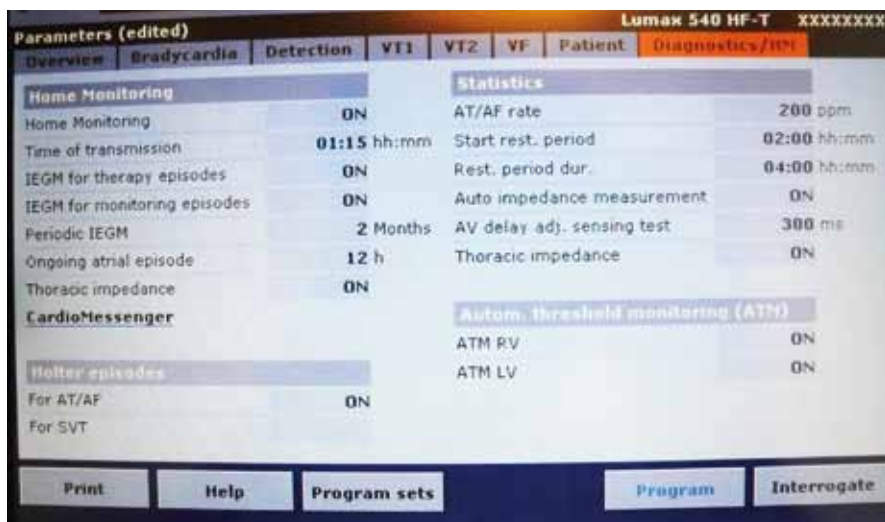 Lumax 540 HF-T XXXXXXXX
Parameters (edited)
Overview Bradycardia Detection VT1 VT2 VF Patient Diagnostics/HM
Home Monitoring
Home Monitoring ON
Time of transmission 01:15 hh:mm
IEGM for therapy episodes ON
IEGM for monitoring episodes ON
Periodic IEGM 2 Months
Ongoing atrial episode 12 h
Thoracic impedance ON
CardioMessenger
Holter episodes
For AT/AF ON
For SVT
Statistics
AT/AF rate 200 ppm
Start rest. period 02:00 hh:mm
Rest. period dur. 04:00 hh:mm
Auto impedance measurement ON
AV delay adj. sensing test 300 ms
Thoracic impedance ON
Autom. threshold monitoring (ATM)
ATM RV ON
ATM LV ON
Print Help Program sets Program Interrogate